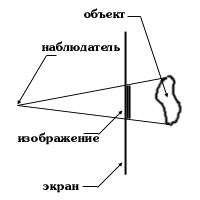 объект
наблюдатель
изображение
экран